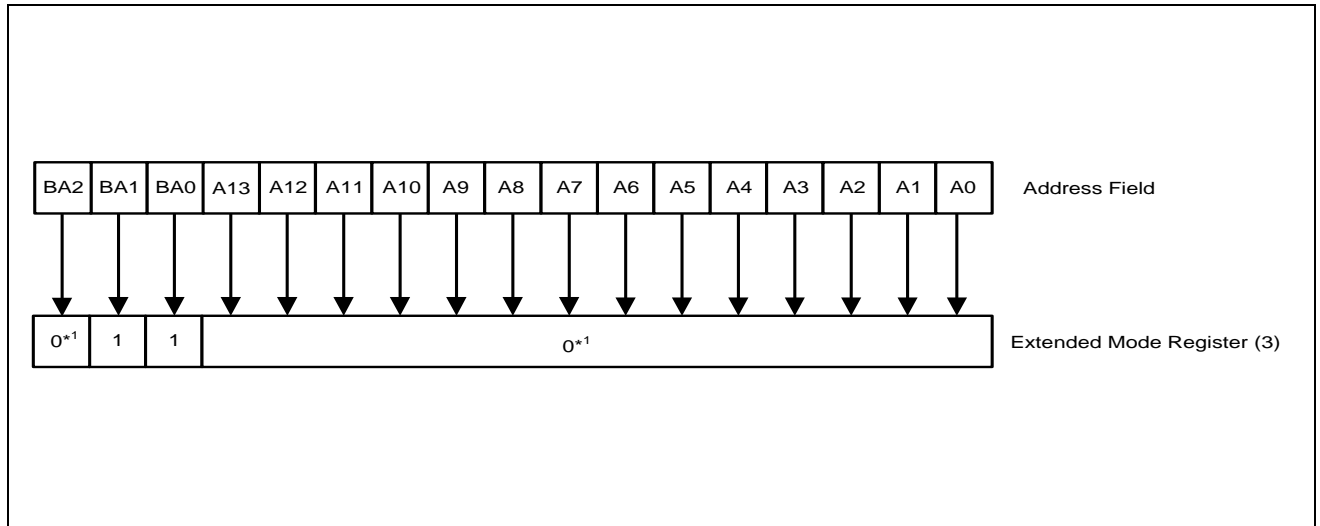 BA2 BA1 BA0 A13 A12 A11 A10 A9 A8 A7 A6 A5 A4 A3 A2 A1 A0 Address Field
0*1 1 1 0*1 Extended Mode Register (3)